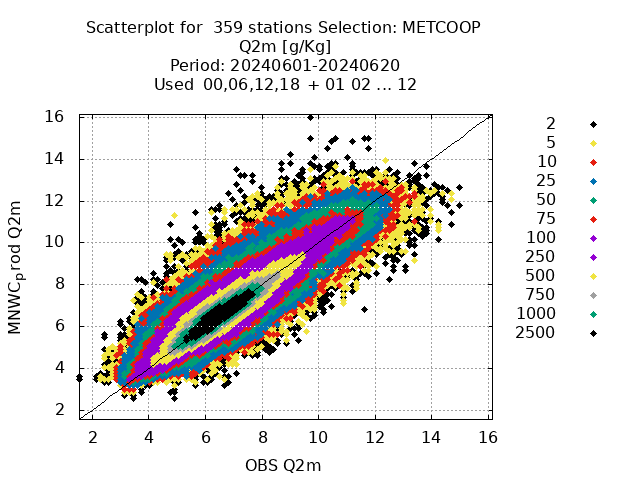 Scatterplot for 359 stations Selection: METCOOP
Q2m [g/Kg]
Period: 20240601-20240620
Used 00,06,12,18 + 01 02 ... 12
16
14
12
10
8
6
4
2
MNWC_prod Q2m
2 4 6 8 10 12 14 16
OBS Q2m
2
5
10
25
50
75
100
250
500
750
1000
2500